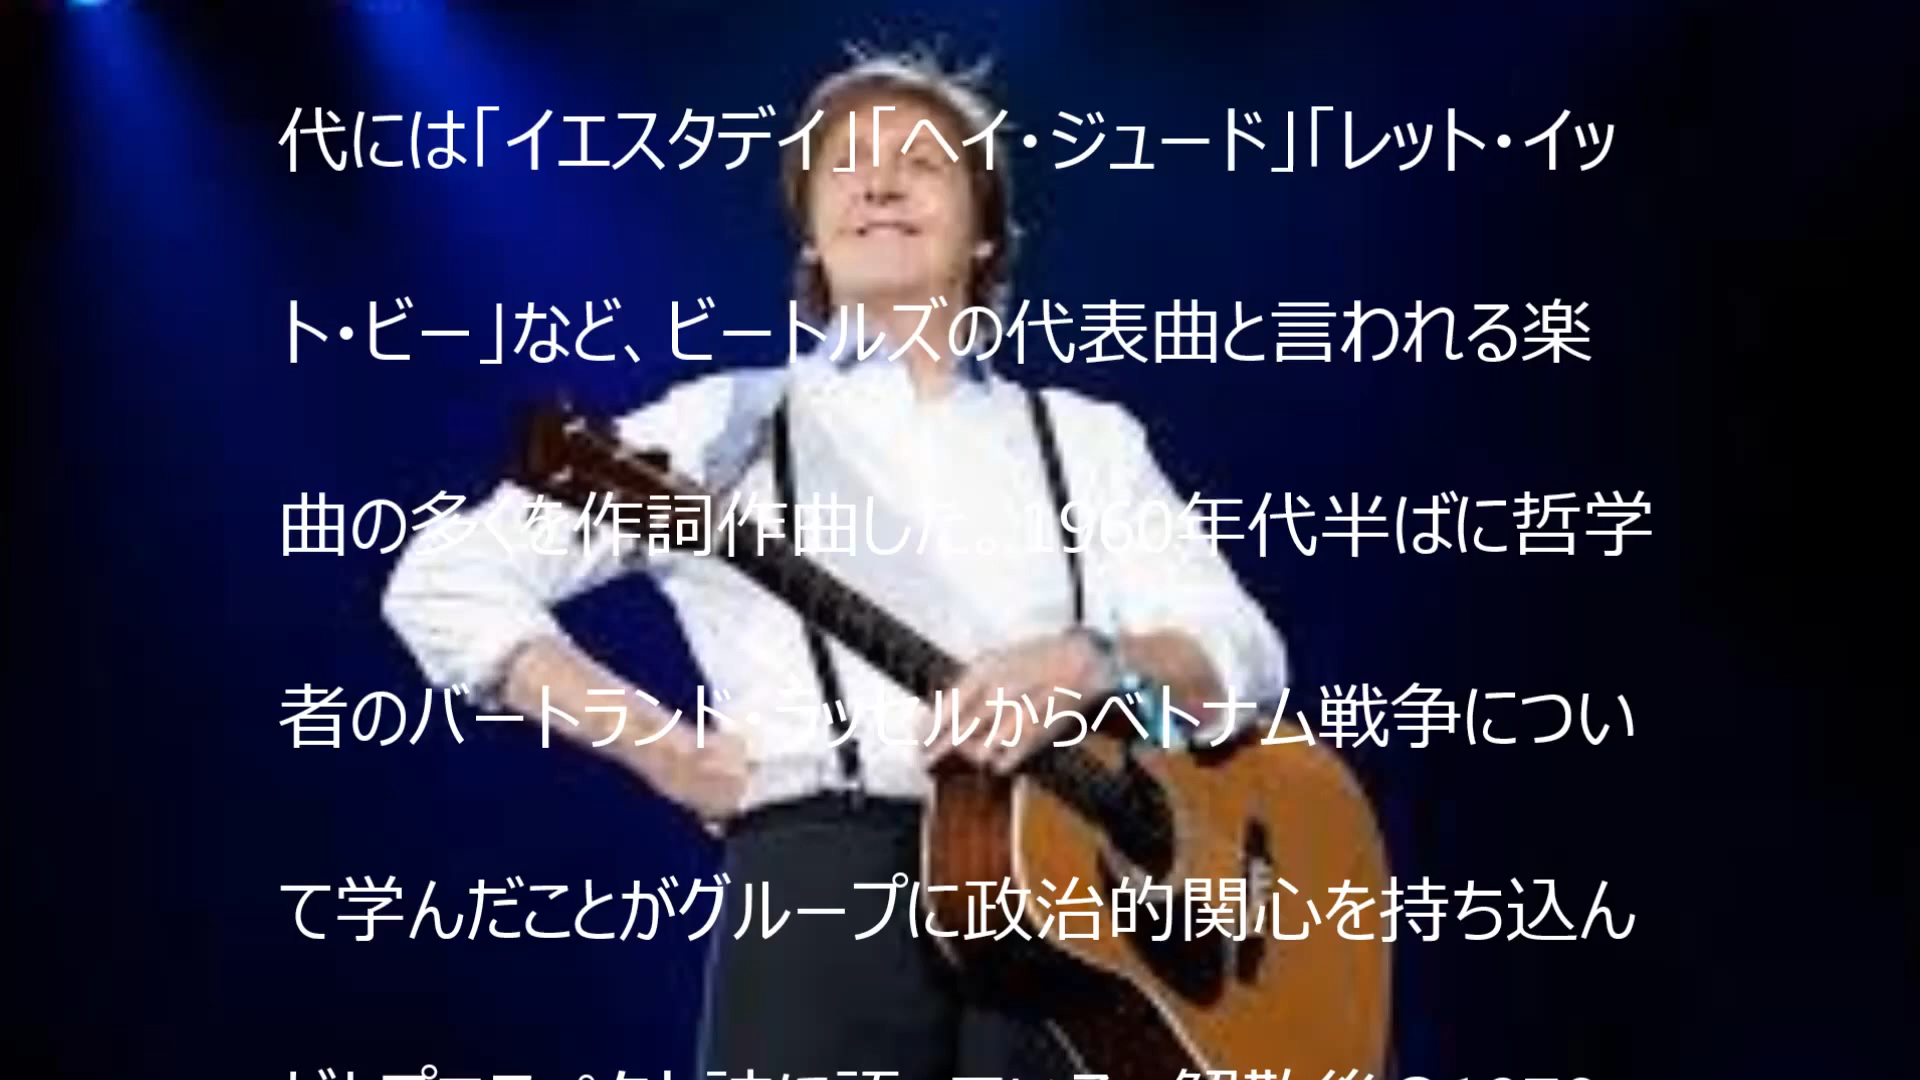 代には「イエスタデイ」「ヘイ・ジュード」「レット・イッ
ト・ビー」など、ビートルズの代表曲と言われる楽
曲の多くを作詞作曲した。1960年代半ばに哲学
者のバートランド・ラッセルからベトナム戦争につい
て学んだことがグループに政治的関心を持ち込ん